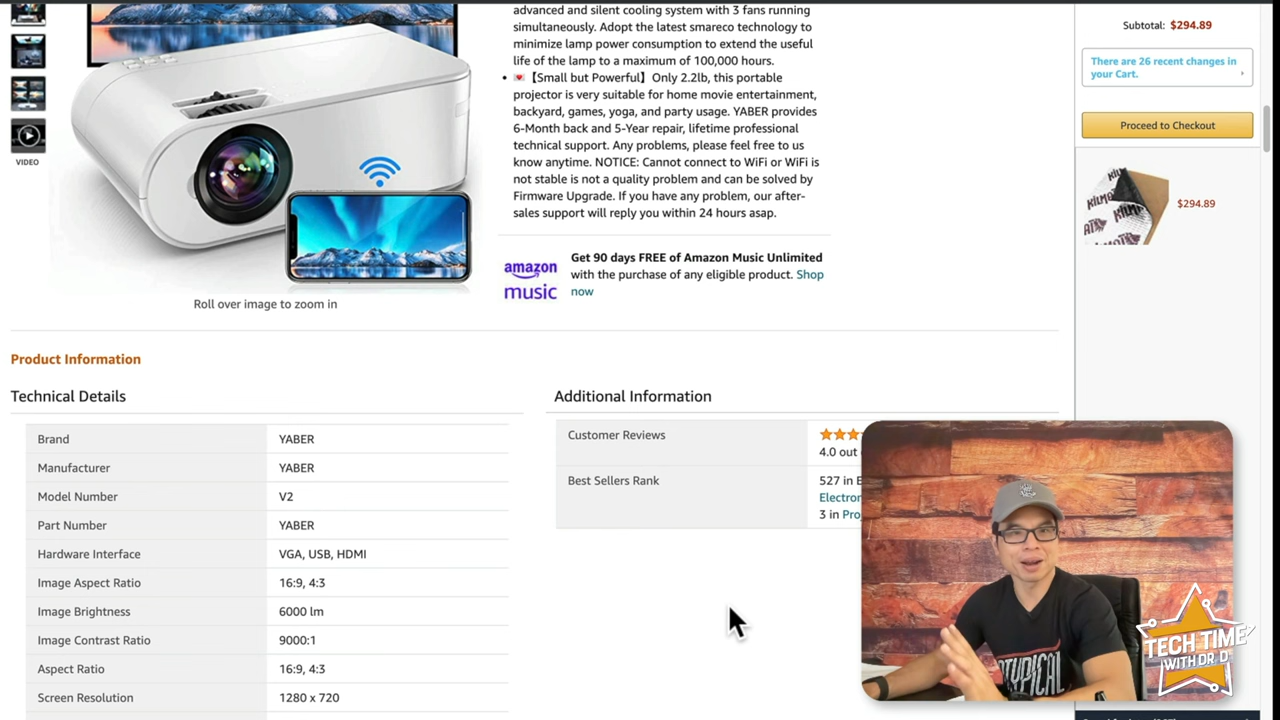 advanced and silent cooling system with 3 fans running
simultaneously. Adopt the latest smareco technology to
minimize lamp power consumption to extend the useful
life of the lamp to a maximum of 100,000 hours.
• 💌【Small but Powerful】Only 2.2lb, this portable
projector is very suitable for home movie entertainment,
backyard, games, yoga, and party usage. YABER provides
6-Month back and 5-Year repair, lifetime professional
technical support. Any problems, please feel free to us
know anytime. NOTICE: Cannot connect to WiFi or WiFi is
not stable is not a quality problem and can be solved by
Firmware Upgrade. If you have any problem, our after-
sales support will reply you within 24 hours asap.
VIDEO
Roll over image to zoom in
amazon
music
Get 90 days FREE of Amazon Music Unlimited
with the purchase of any eligible product. Shop
now
Subtotal: $294.89
There are 26 recent changes in
your Cart.
Proceed to Checkout
$294.89
Product Information
Technical Details
Brand YABER
Manufacturer YABER
Model Number V2
Part Number YABER
Hardware Interface VGA, USB, HDMI
Image Aspect Ratio 16:9, 4:3
Image Brightness 6000 lm
Image Contrast Ratio 9000:1
Aspect Ratio 16:9, 4:3
Screen Resolution 1280 x 720
Additional Information
Customer Reviews
4.0 out
Best Sellers Rank 527 in E
Electron
3 in Pro
TYPICAL
TECH TIME
WITH DR. D